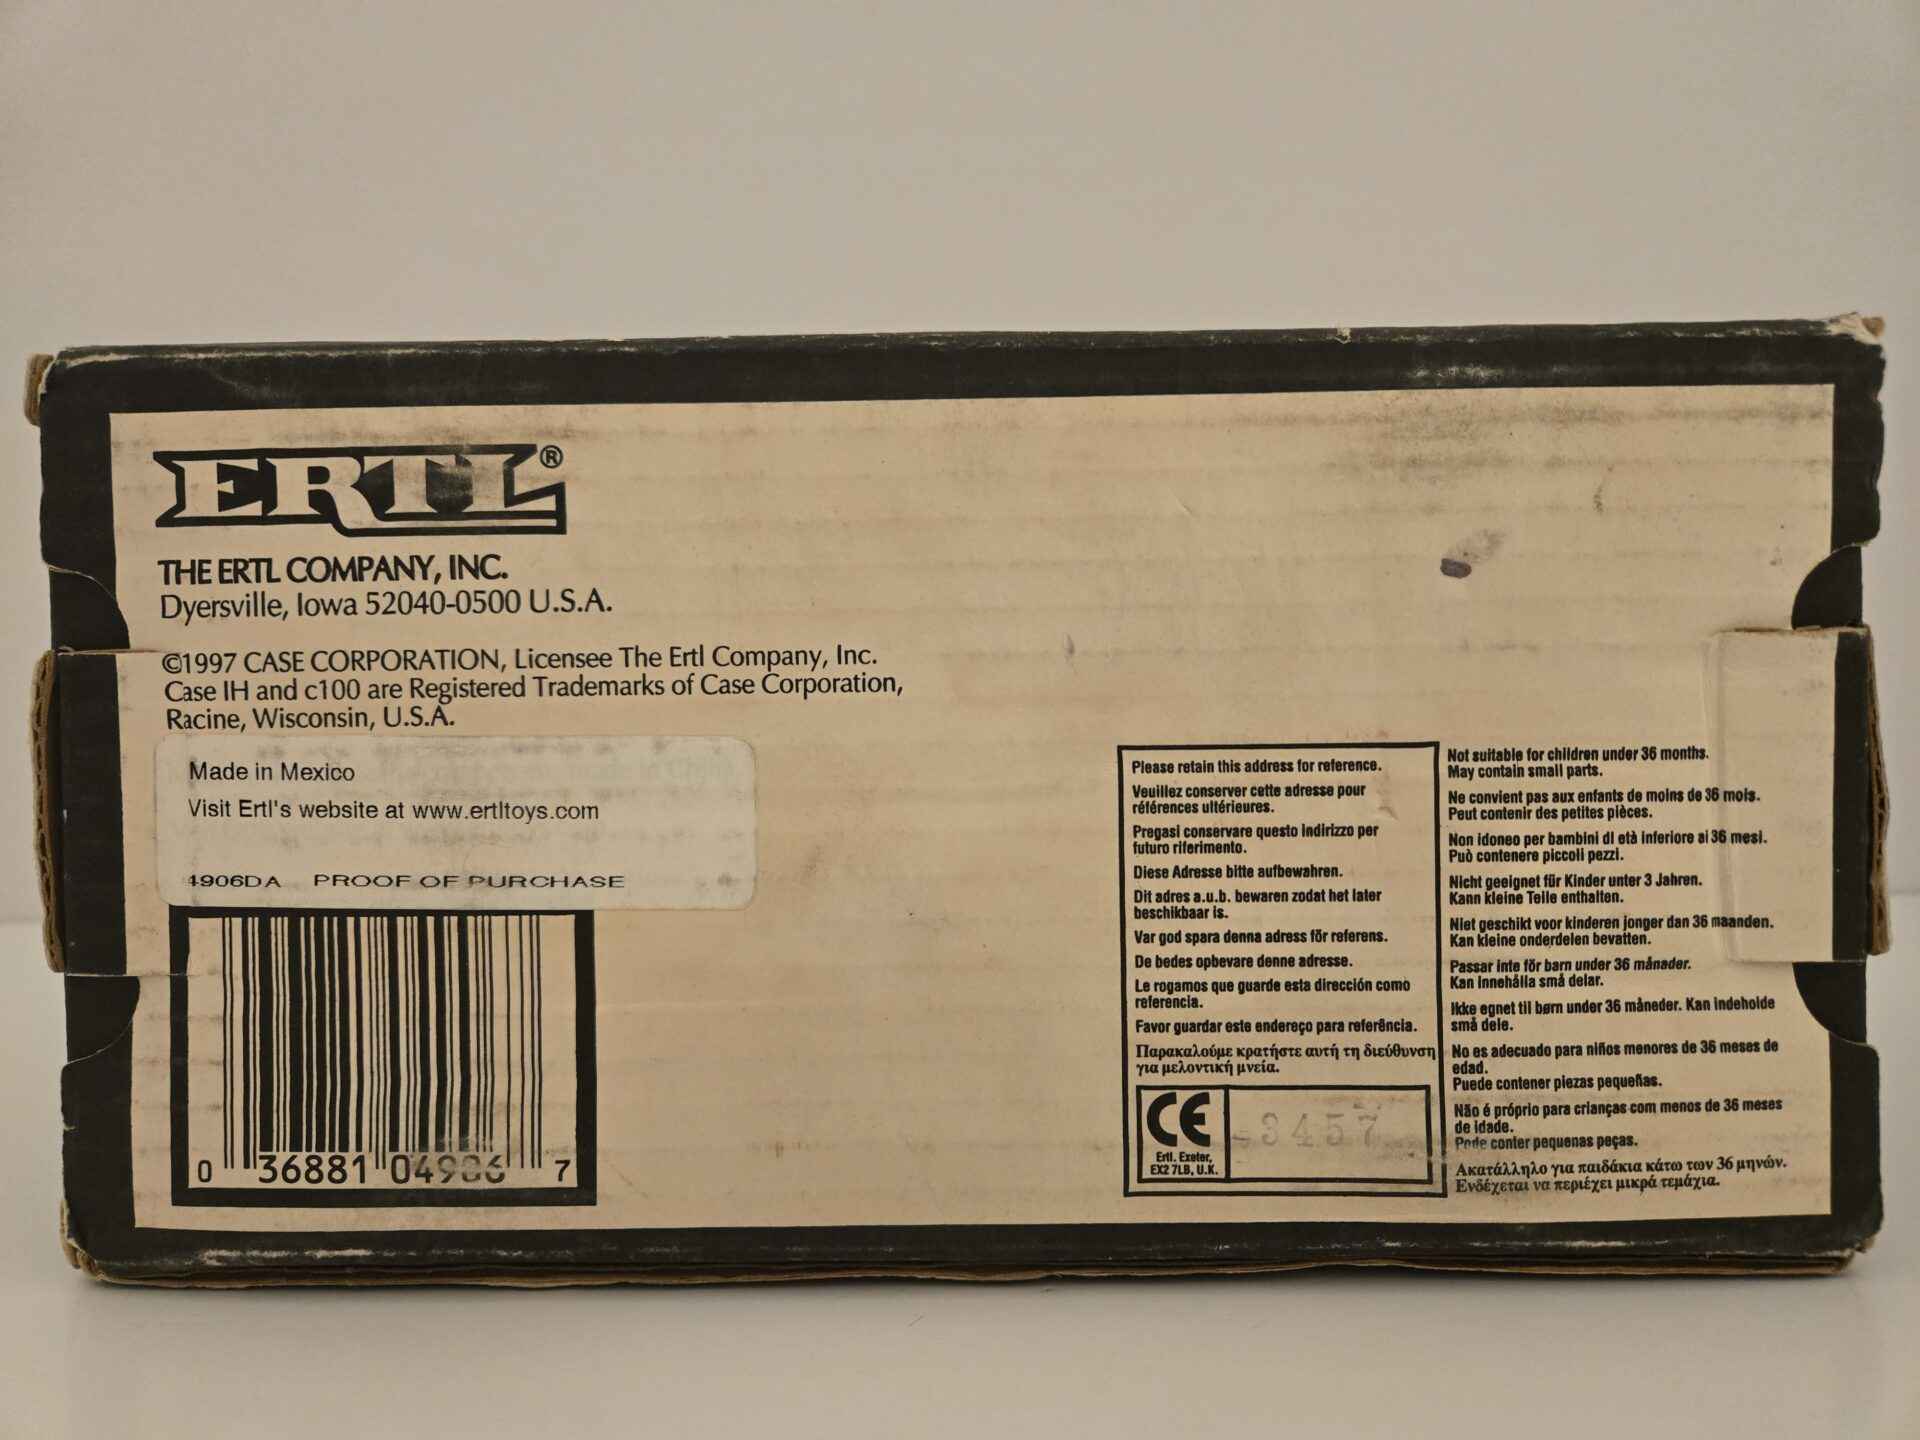 ERTL®
THE ERTL COMPANY, INC.
Dyersville, Iowa 52040-0500 U.S.A.
©1997 CASE CORPORATION, Licensee The Ertl Company, Inc.
Case IH and c100 are Registered Trademarks of Case Corporation,
Racine, Wisconsin, U.S.A.
Made in Mexico
Visit Ertl's website at www.ertltoys.com
4906DA PROOF OF PURCHASE
0 36881 04906 7
Please retain this address for reference.
Veuillez conserver cette adresse pour
références ultérieures.
Pregasi conservare questo indirizzo per
futuro riferimento.
Diese Adresse bitte aufbewahren.
Dit adres a.u.b. bewaren zodat het later
beschikbaar is.
Var god spara denna adress för referens.
De bedes opbevare denne adresse.
Le rogamos que guarde esta dirección como
referencia.
Favor guardar este endereço para referência.
Παρακαλούμε κρατήστε αυτή τη διεύθυνση
για μελοντική μνεία.
CE
Ertl. Exeter,
EX2 7LB, U.K.
3457
Not suitable for children under 36 months.
May contain small parts.
Ne convient pas aux enfants de moins de 36 mois.
Peut contenir des petites pièces.
Non idoneo per bambini di età inferiore ai 36 mesi.
Può contenere piccoli pezzi.
Nicht geeignet für Kinder unter 3 Jahren.
Kann kleine Teile enthalten.
Niet geschikt voor kinderen jonger dan 36 maanden.
Kan kleine onderdelen bevatten.
Passar inte för barn under 36 månader.
Kan innehålla små delar.
Ikke egnet til børn under 36 måneder. Kan indeholde
små dele.
No es adecuado para niños menores de 36 meses de
edad.
Puede contener piezas pequeñas.
Não é próprio para crianças com menos de 36 meses
de idade.
Pode conter pequenas peças.
Ακατάλληλο για παιδάκια κάτω των 36 μηνών.
Ενδέχεται να περιέχει μικρά τεμάχια.